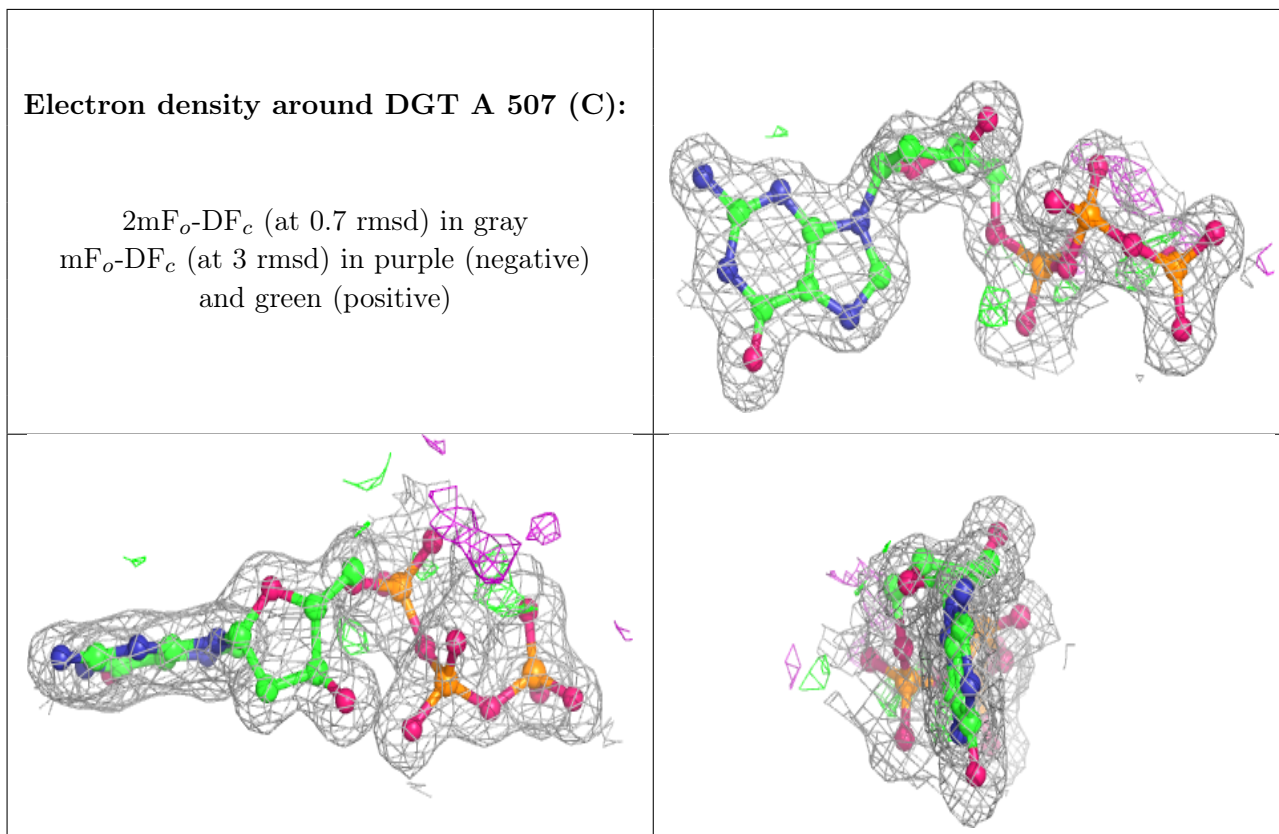 Electron density around DGT A 507 (C):
2mFo-DFc (at 0.7 rmsd) in gray
mFo-DFc (at 3 rmsd) in purple (negative)
and green (positive)